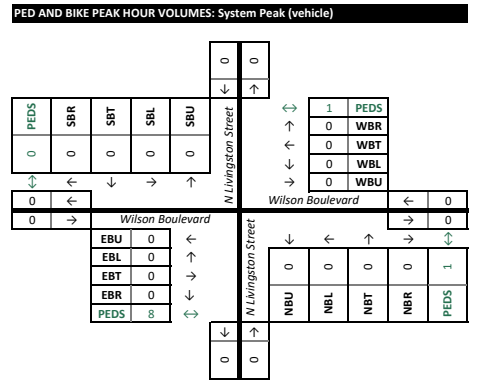 PED AND BIKE PEAK HOUR VOLUMES: System Peak (vehicle)
0 0
↓ ↑
PEDS SBR SBT SBL SBU
0 0 0 0 0
↕ ← ↓ → ↑
N Livingston Street
↔ 1 PEDS
↑ 0 WBR
← 0 WBT
↓ 0 WBL
→ 0 WBU
0 ←
Wilson Boulevard
← 0
0 →
Wilson Boulevard
→ 0
EBU 0 ←
EBL 0 ↑
EBT 0 →
EBR 0 ↓
PEDS 8 ↔
N Livingston Street
↓ ← ↑ → ↕
0 0 0 0 1
NBU NBL NBT NBR PEDS
↓ ↑
0 0